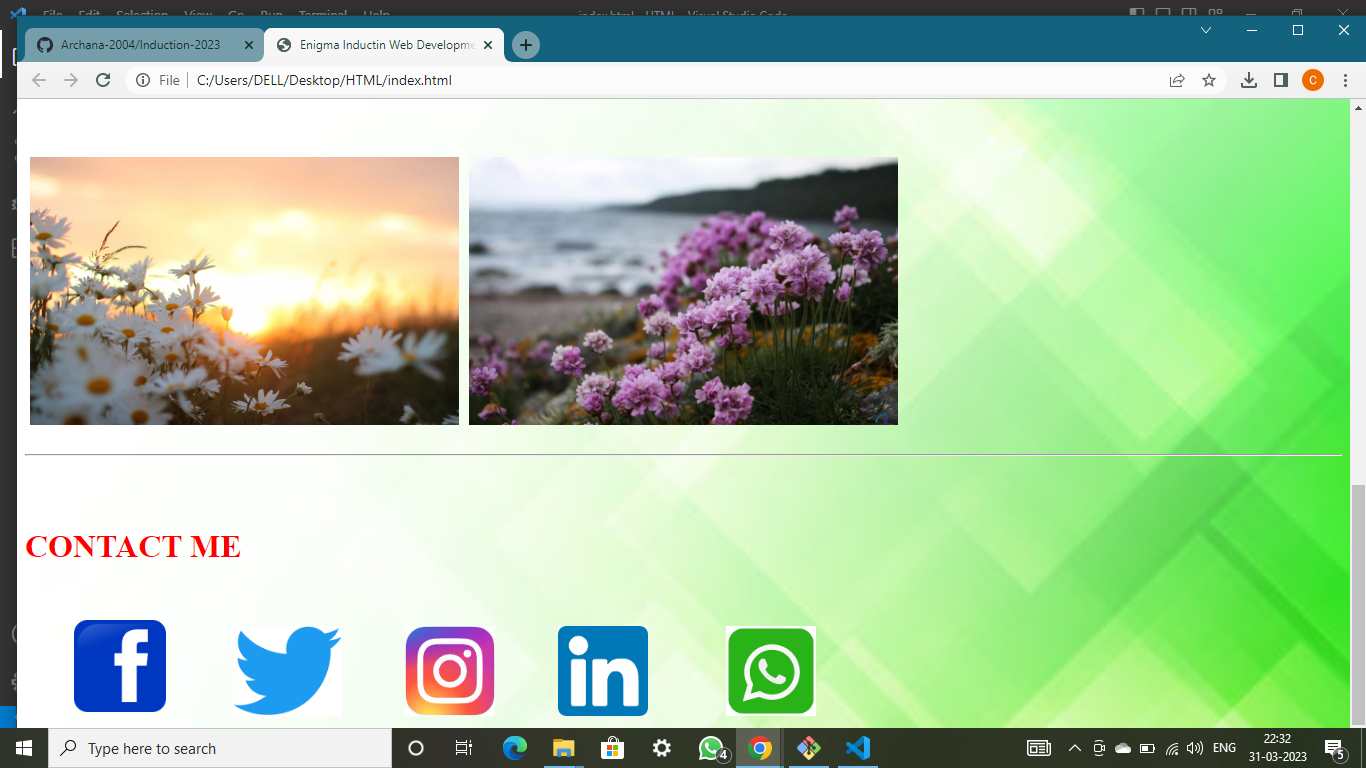 File Edit Selection View Go Run Terminal Help index.html - HTML - Visual Studio Code
Archana-2004/Induction-2023
Enigma Inductin Web Developme
File
C:/Users/DELL/Desktop/HTML/index.html
C
CONTACT ME
f
in
Type here to search
4
ENG
22:32
31-03-2023
5